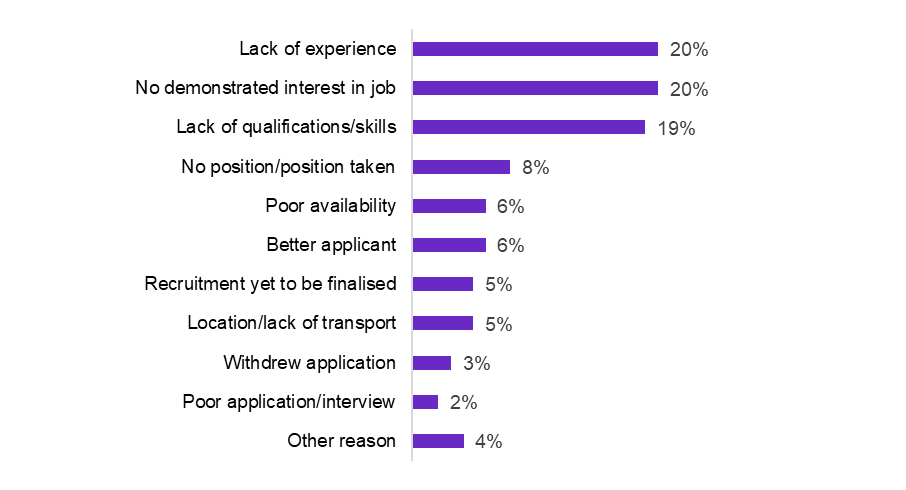 Lack of experience 20%
No demonstrated interest in job 20%
Lack of qualifications/skills 19%
No position/position taken 8%
Poor availability 6%
Better applicant 6%
Recruitment yet to be finalised 5%
Location/lack of transport 5%
Withdrew application 3%
Poor application/interview 2%
Other reason 4%